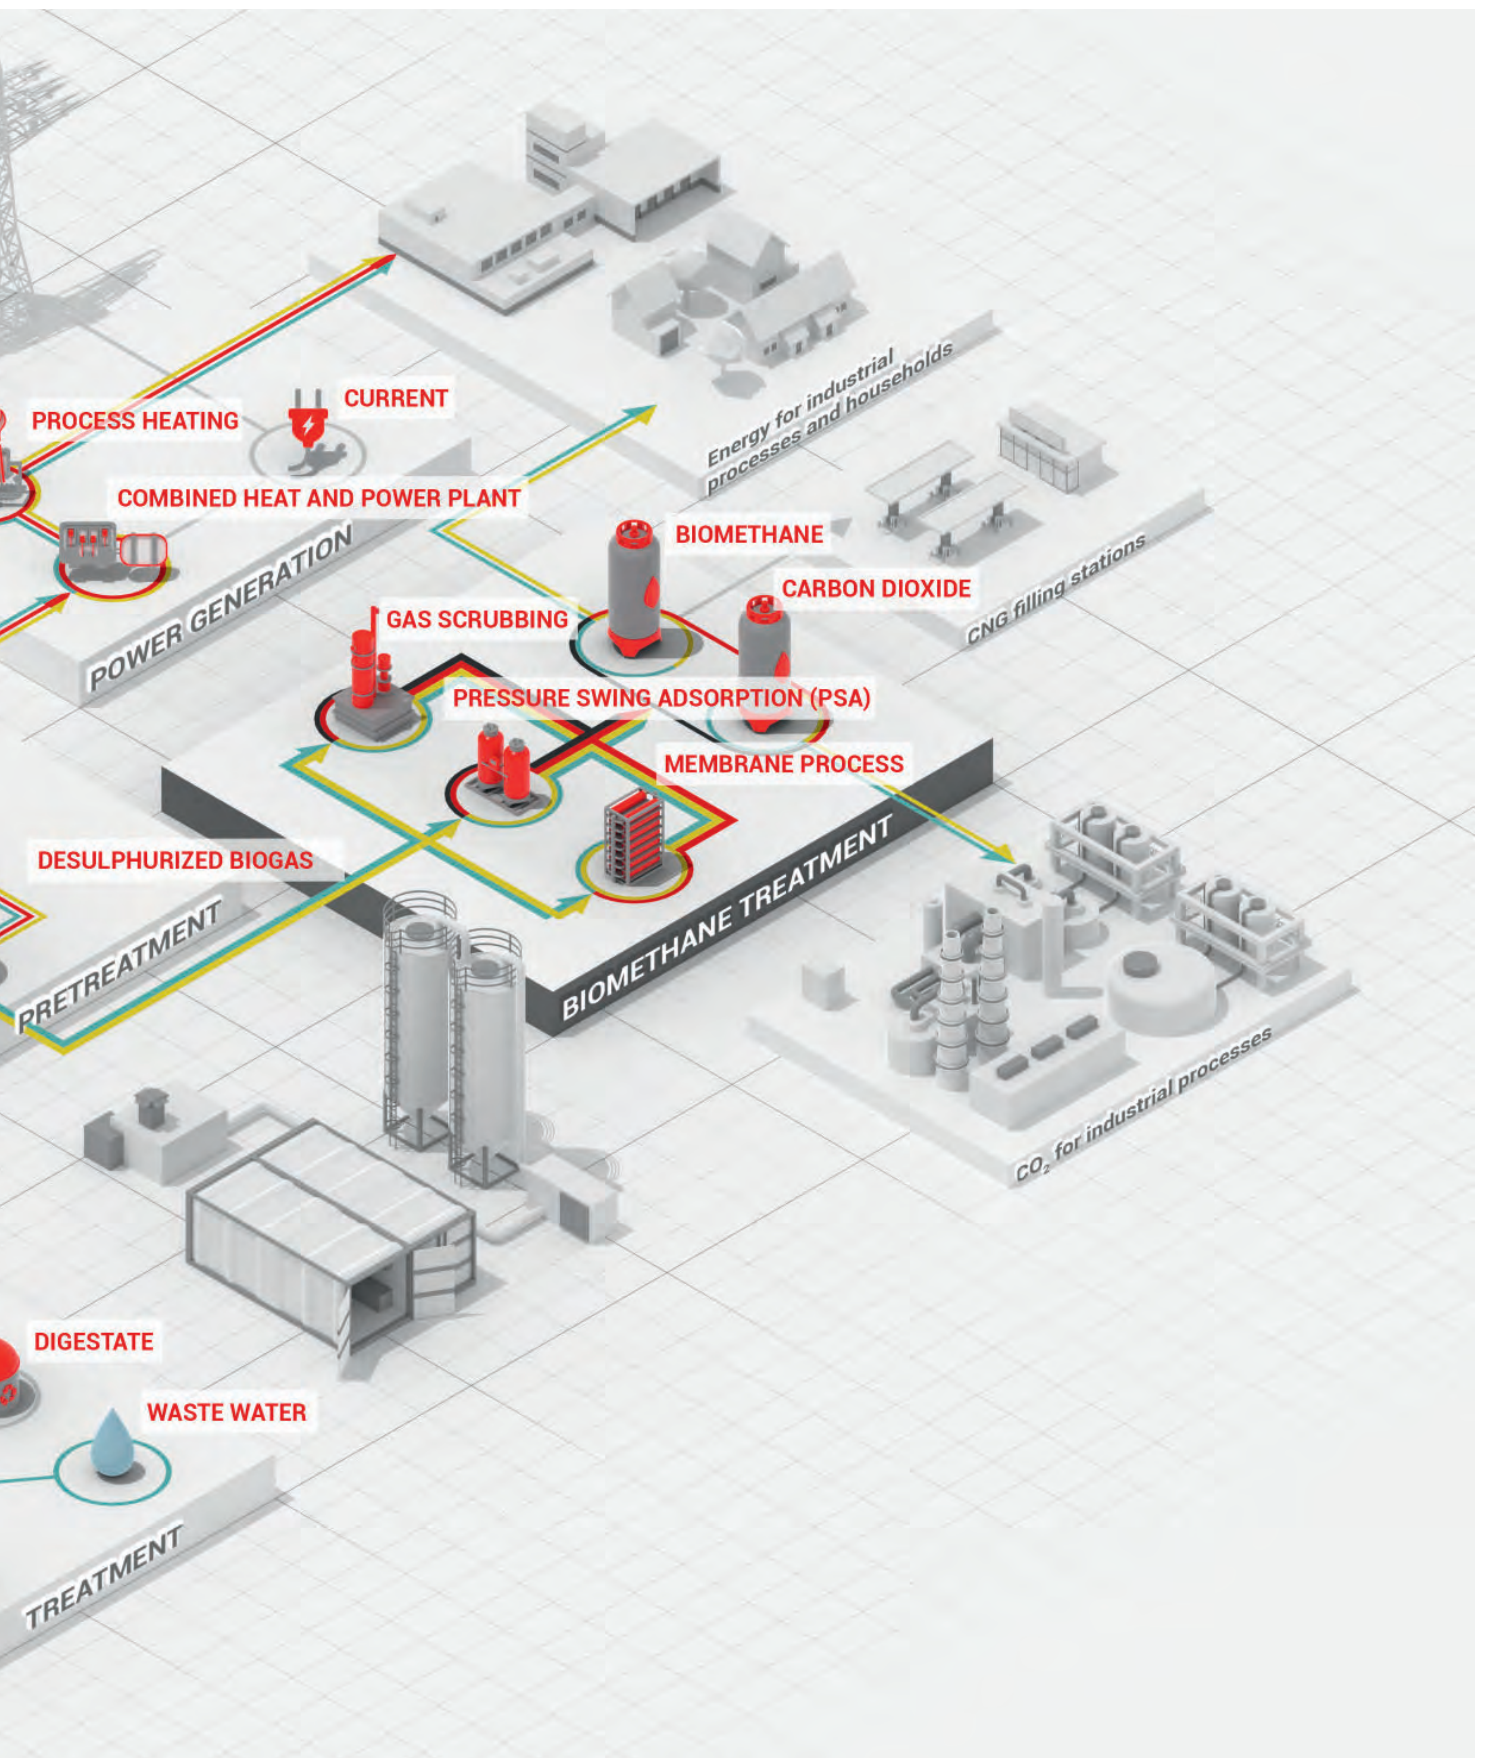 Energy for industrial
processes and households
PROCESS HEATING
CURRENT
COMBINED HEAT AND POWER PLANT
POWER GENERATION
BIOMETHANE
CARBON DIOXIDE
CNG filling stations
GAS SCRUBBING
PRESSURE SWING ADSORPTION (PSA)
MEMBRANE PROCESS
DESULPHURIZED BIOGAS
PRETREATMENT
BIOMETHANE TREATMENT
CO₂ for industrial processes
DIGESTATE
WASTE WATER
TREATMENT